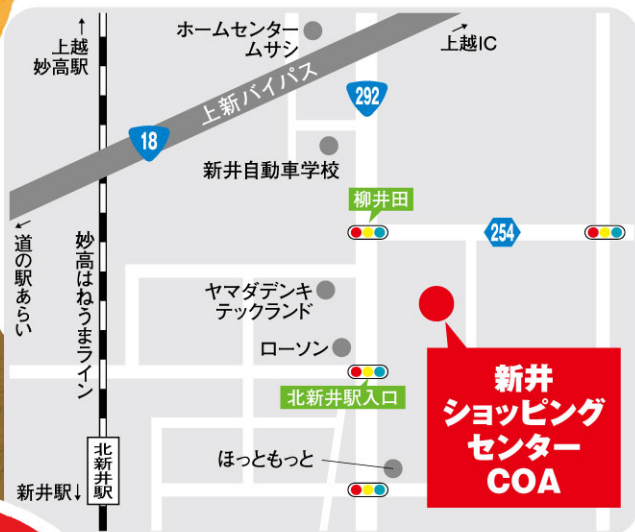 ↑
上越
妙高駅
ホームセンター
ムサシ
上越IC
上新バイパス
292
18
新井自動車学校
柳井田
254
←道の駅あらい
妙高はねうまライン
ヤマダデンキ
テックランド
ローソン
北新井駅入口
新井
ショッピング
センター
COA
北新井駅
ほっともっと
新井駅↓